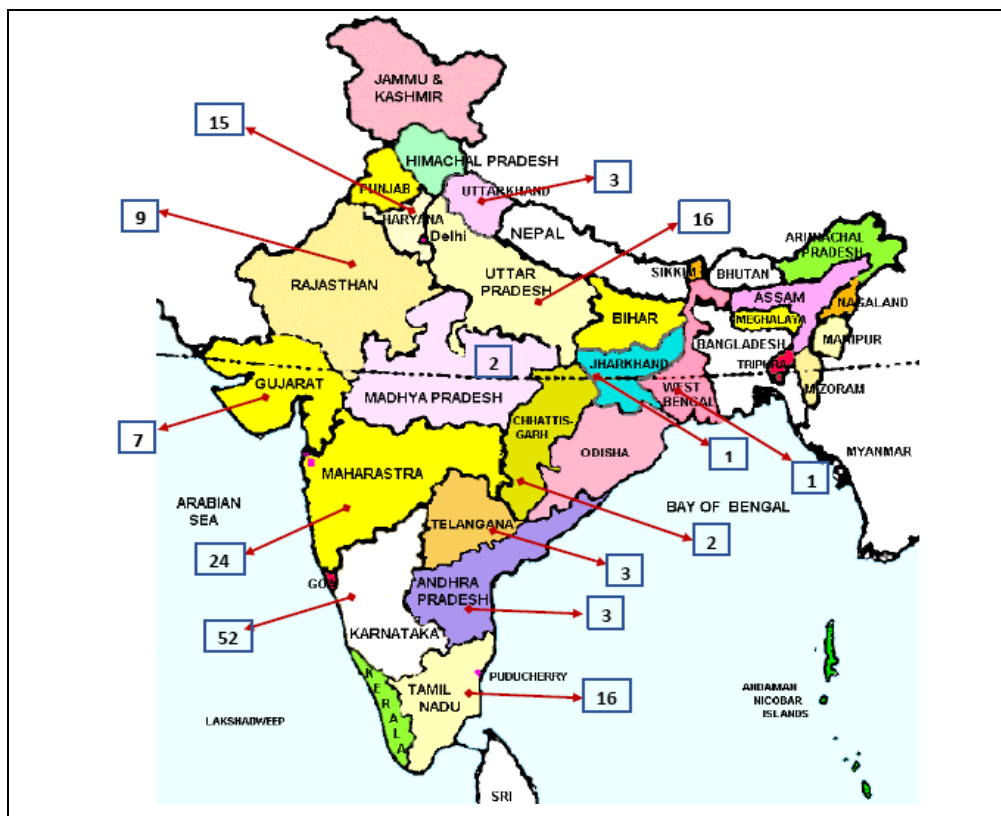 JAMMU &
KASHMIR
15
HIMACHAL PRADESH
PUNJAB
UTTARKHAND
3
9
HARYANA
Delhi
NEPAL
16
ARUNACHAL
PRADESH
SIKKIM
BHUTAN
RAJASTHAN
UTTAR
PRADESH
ASSAM
NAGALAND
BIHAR
MEGHALAYA
BANGLADESH
MANIPUR
2
JHARKHAND
TRIPURA
GUJARAT
WEST
BENGAL
MIZORAM
MADHYA PRADESH
CHHATTIS-
GARH
7
MAHARASTRA
ODISHA
1
MYANMAR
1
ARABIAN
SEA
BAY OF BENGAL
TELANGANA
2
24
3
GOA
ANDHRA
PRADESH
3
52
KARNATAKA
KERALA
TAMIL
NADU
PUDUCHERRY
16
ANDAMAN
NICOBAR
ISLANDS
LAKSHADWEEP
SRI